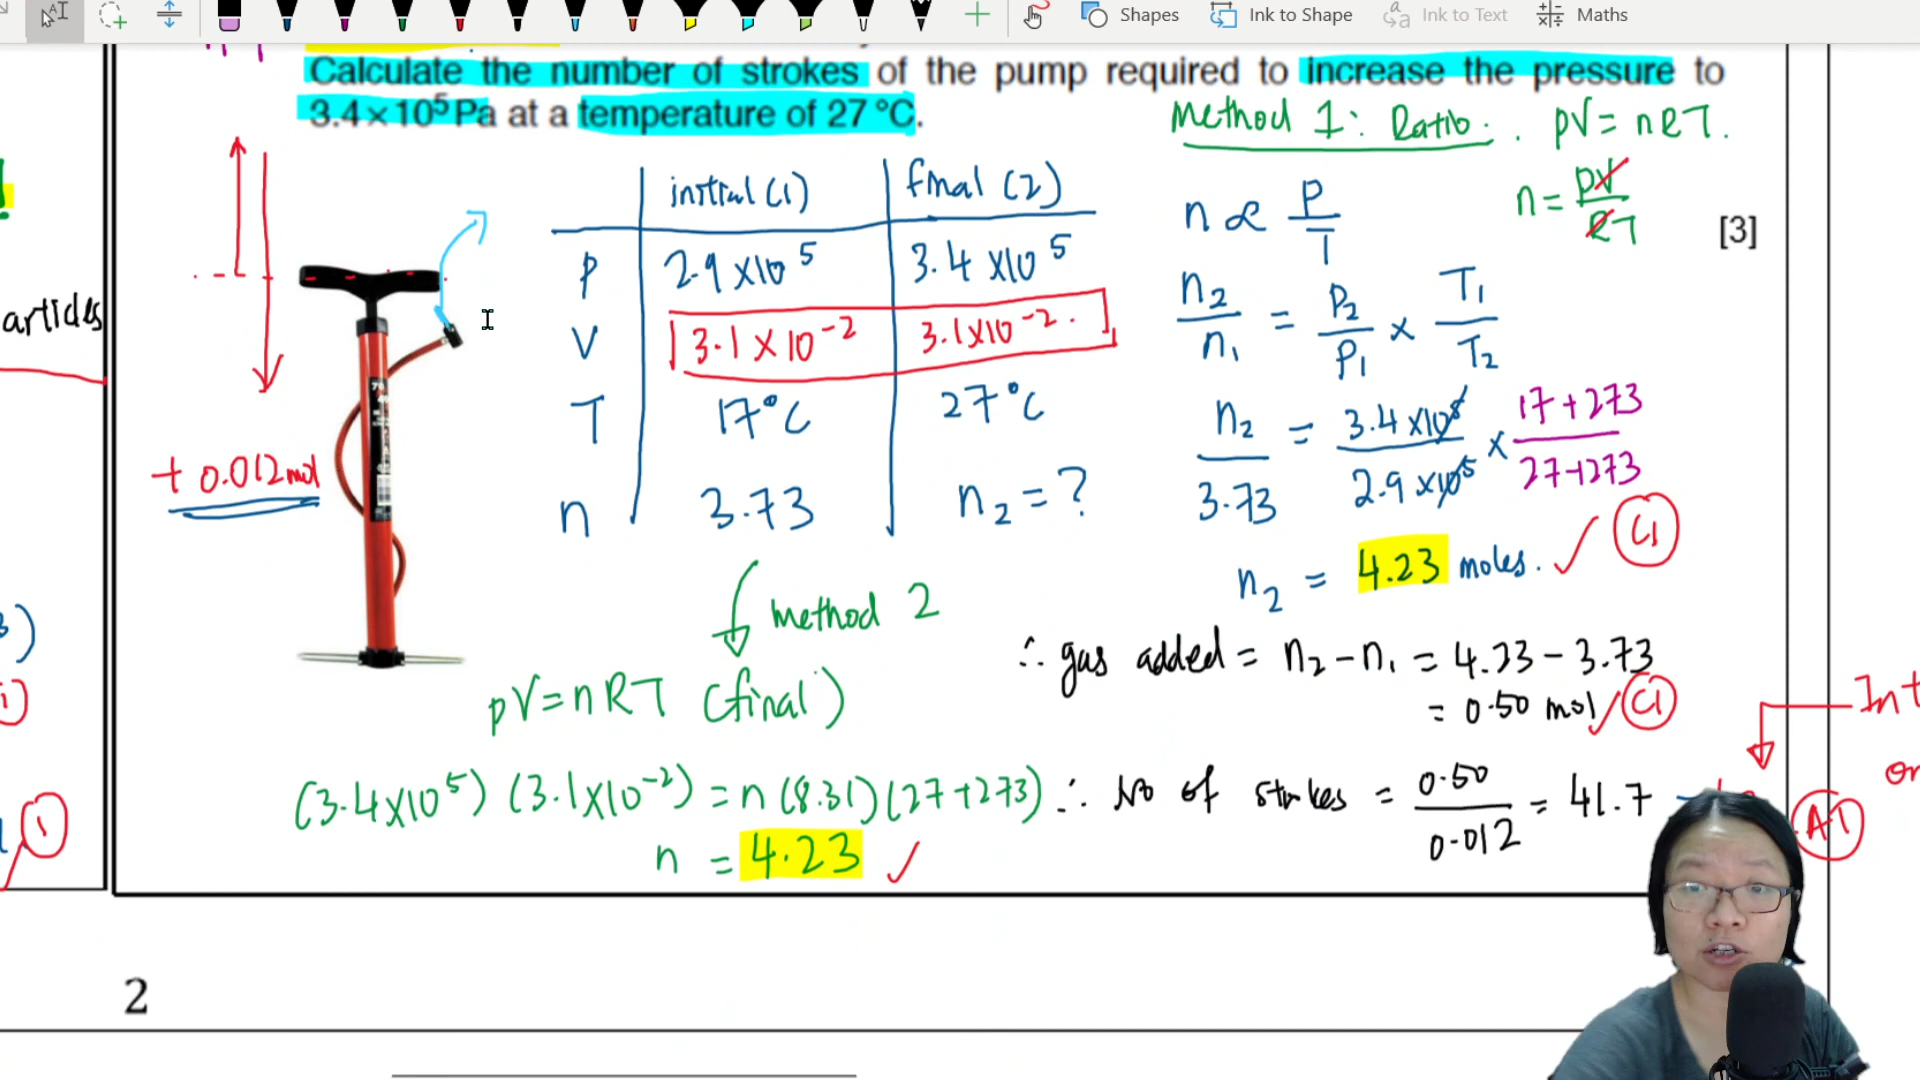 Shapes Ink to Shape Ink to Text Maths
Calculate the number of strokes of the pump required to increase the pressure to
3.4×10⁵ Pa at a temperature of 27 °C.
Method 1: Ratio. pV = nRT.
n = pV/RT
[3]
initial (1) final (2)
P 2.9 ×10⁵ 3.4 ×10⁵
V 3.1 × 10⁻² 3.1×10⁻².
T 17°C 27°C
n 3.73 n₂ = ?
n ∝ P/T
n₂/n₁ = P₂/P₁ × T₁/T₂
n₂/3.73 = 3.4 ×10⁵/2.9 ×10⁵ × 17+273/27+273
n₂ = 4.23 moles. ✓ C1
articles
+ 0.012 mol
method 2
pV = nRT (final)
(3.4×10⁵) (3.1×10⁻²) = n (8.31) (27+273)
n = 4.23 ✓
∴ gas added = n₂ − n₁ = 4.23 − 3.73
= 0.50 mol ✓ C1
∴ No of strokes = 0.50/0.012 = 41.7
A1
Int
or
2